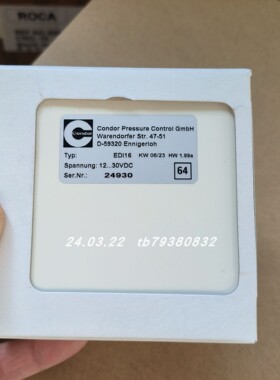 ROCA
Condor
Condor Pressure Control GmbH
Warendorfer Str. 47-51
D-59320 Ennigerloh
Typ: EDI16 KW 06/23 HW 1.99a
Spannung: 12...30VDC
Ser.Nr.: 24930
64
24.03.22 tb79380832